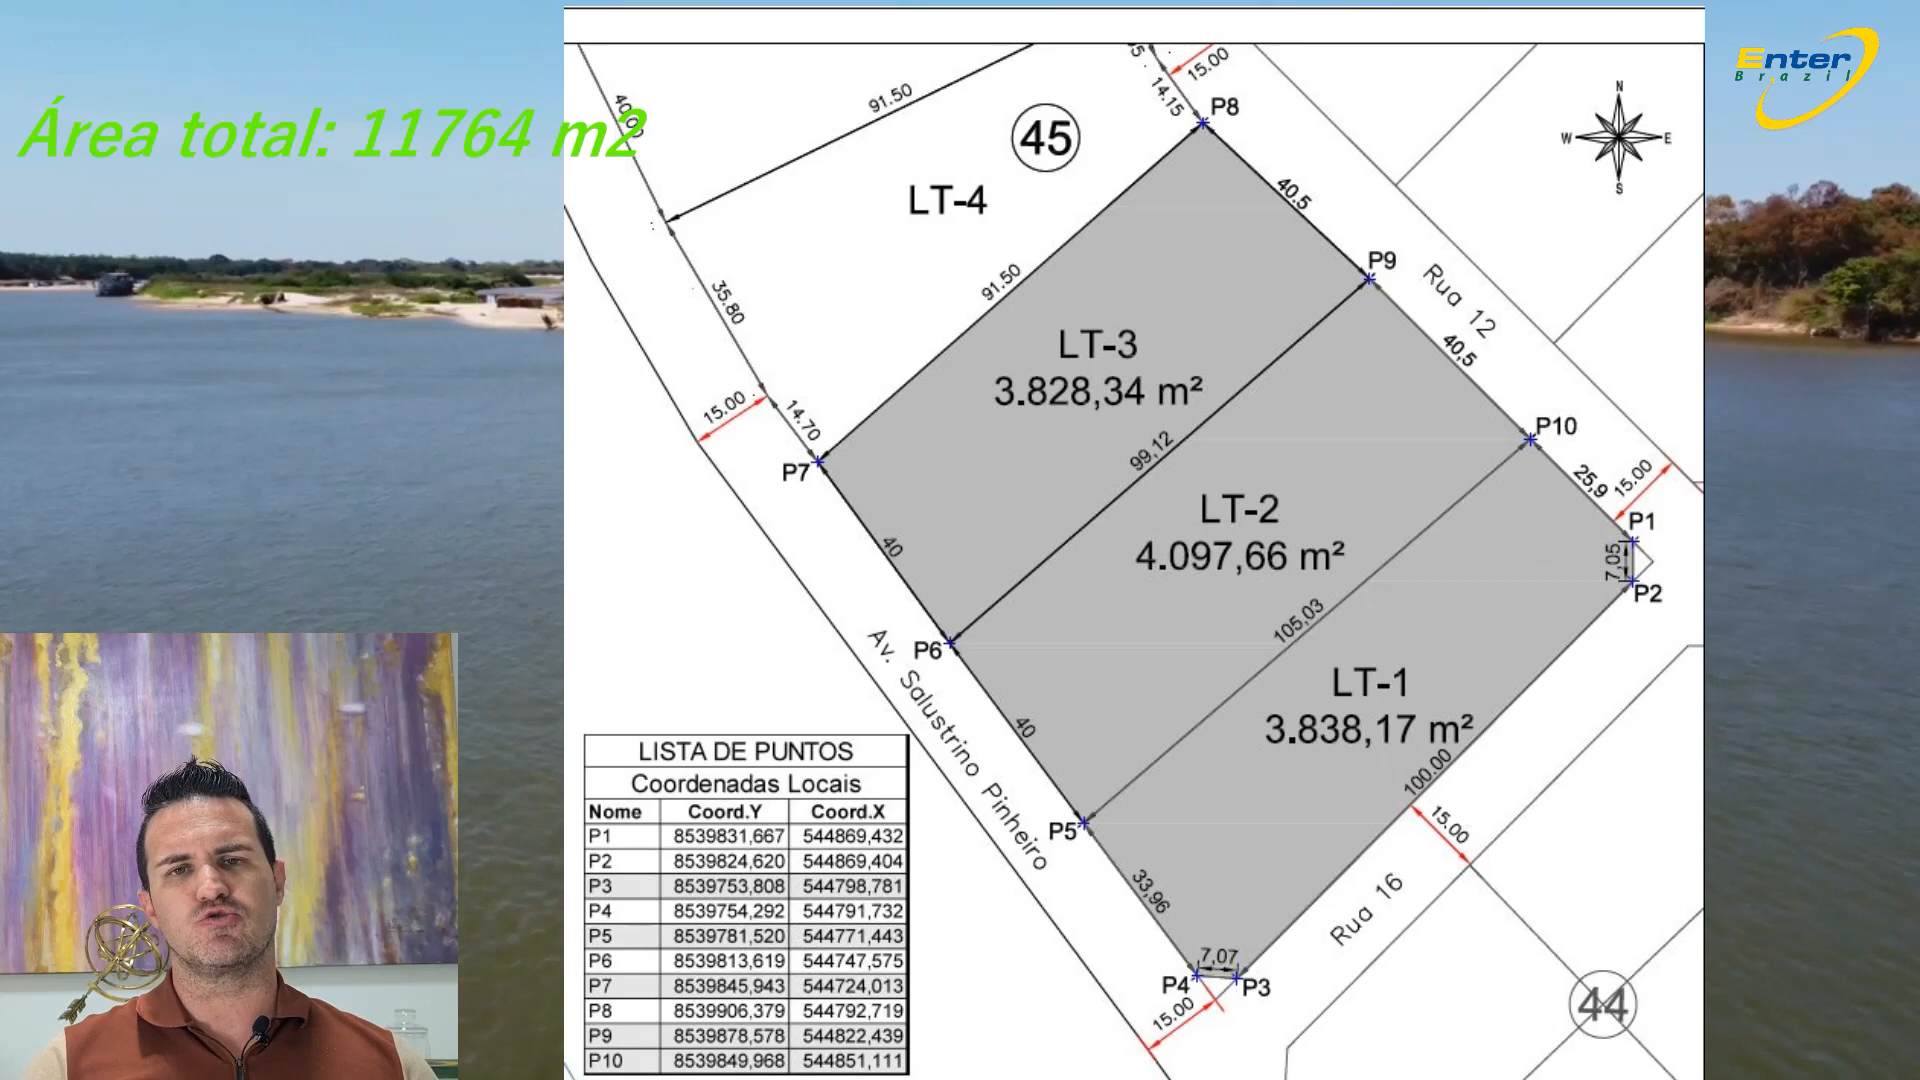 Área total: 11764 m2
Enter
Brazil
N
W
E
S
40.00
91.50
14.15
15.00
P8
45
LT-4
40.5
P9
Rua 12
91.50
35.80
LT-3
3.828,34 m²
40,5
15.00
14.70
P7
99,12
P10
25,9
15.00
P1
LT-2
4.097,66 m²
7,05
P2
40
105,03
P6
Av. Salustrino Pinheiro
LT-1
3.838,17 m²
40
100.00
15.00
P5
33,96
Rua 16
7,07
P4
P3
15.00
44
LISTA DE PUNTOS
Coordenadas Locais
Nome Coord.Y Coord.X
P1 8539831,667 544869,432
P2 8539824,620 544869,404
P3 8539753,808 544798,781
P4 8539754,292 544791,732
P5 8539781,520 544771,443
P6 8539813,619 544747,575
P7 8539845,943 544724,013
P8 8539906,379 544792,719
P9 8539878,578 544822,439
P10 8539849,968 544851,111